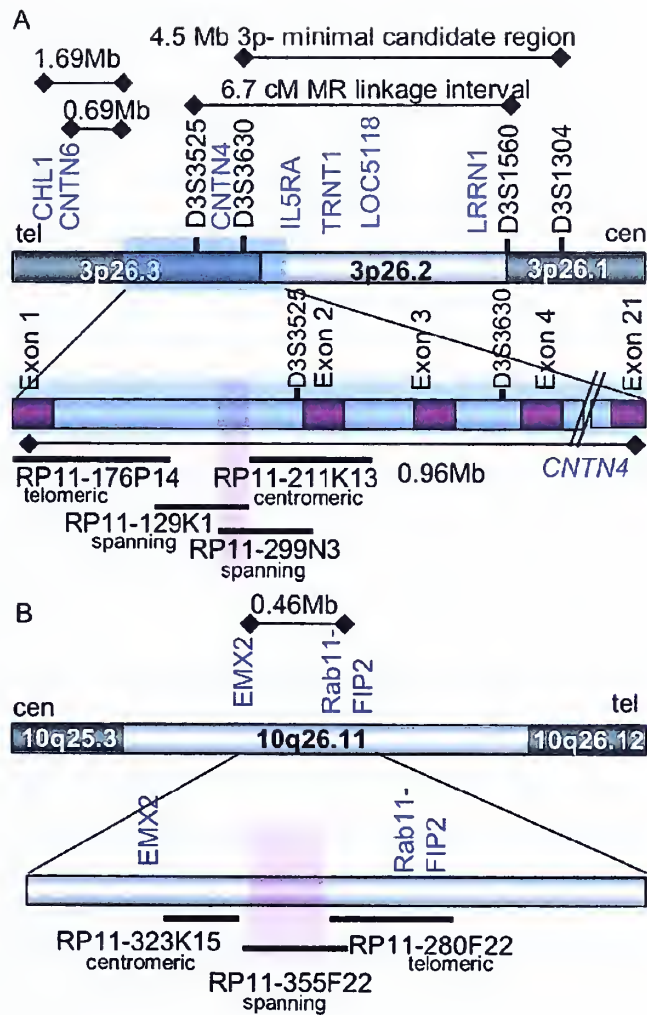 A
4.5 Mb 3p- minimal candidate region
1.69Mb
6.7 cM MR linkage interval
0.69Mb
CHL1
CNTN6
D3S3525
CNTN4
D3S3630
IL5RA
TRNT1
LOC5118
LRRN1
D3S1560
D3S1304
tel
cen
3p26.3
3p26.2
3p26.1
Exon 1
D3S3525
Exon 2
Exon 3
D3S3630
Exon 4
Exon 21
RP11-176P14
telomeric
RP11-211K13
centromeric
0.96Mb
CNTN4
RP11-129K1
spanning
RP11-299N3
spanning
B
0.46Mb
EMX2
Rab11-
FIP2
cen
tel
10q25.3
10q26.11
10q26.12
EMX2
Rab11-
FIP2
RP11-323K15
centromeric
RP11-280F22
telomeric
RP11-355F22
spanning